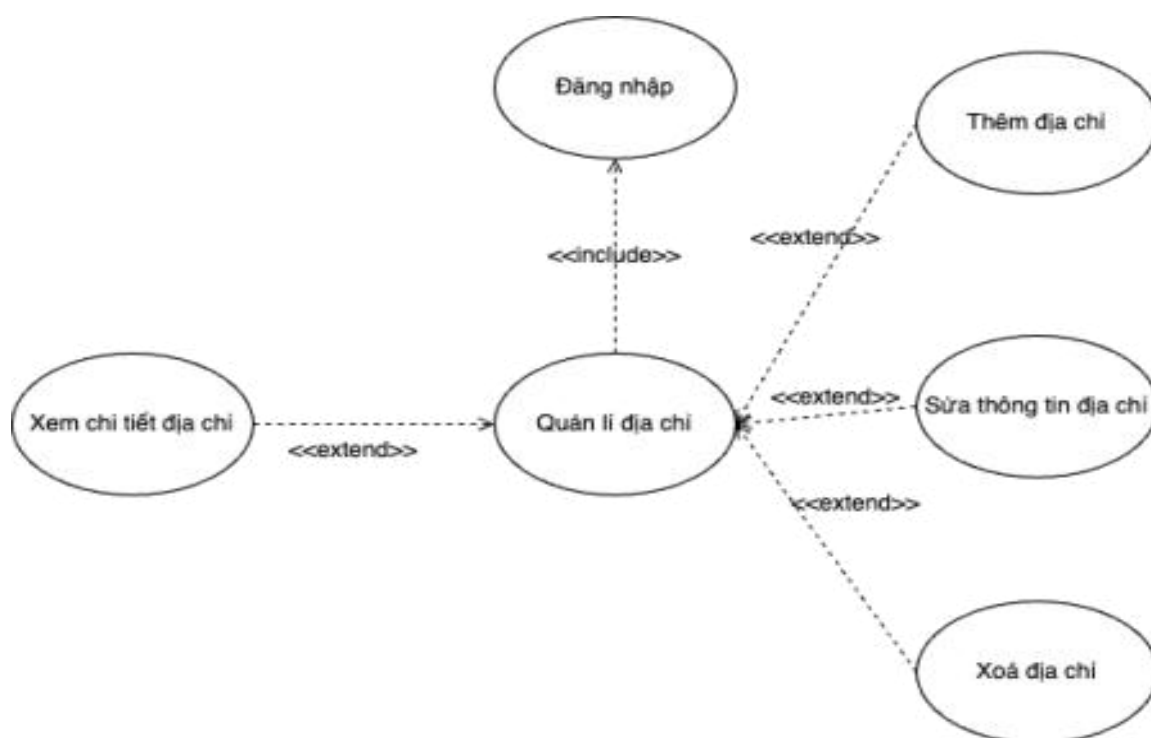 Đăng nhập
Thêm địa chỉ
<<extend>>
<<include>>
Xem chi tiết địa chỉ
<<extend>>
Quản lí địa chỉ
<<extend>>
Sửa thông tin địa chỉ
<<extend>>
Xoá địa chỉ